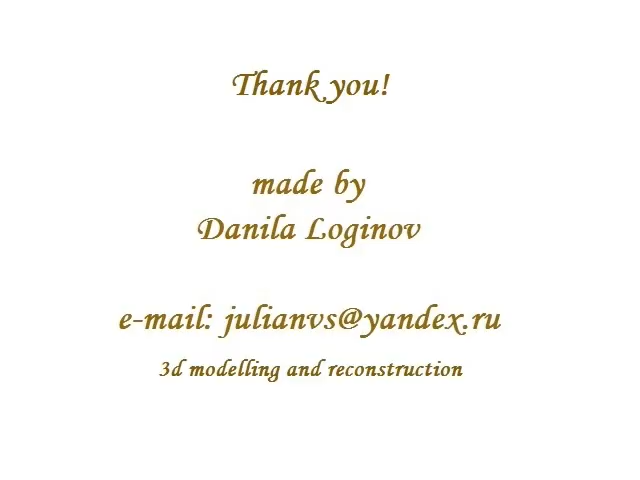 Thank you!
made by
Danila Loginov
e-mail: julianvs@yandex.ru
3d modelling and reconstruction